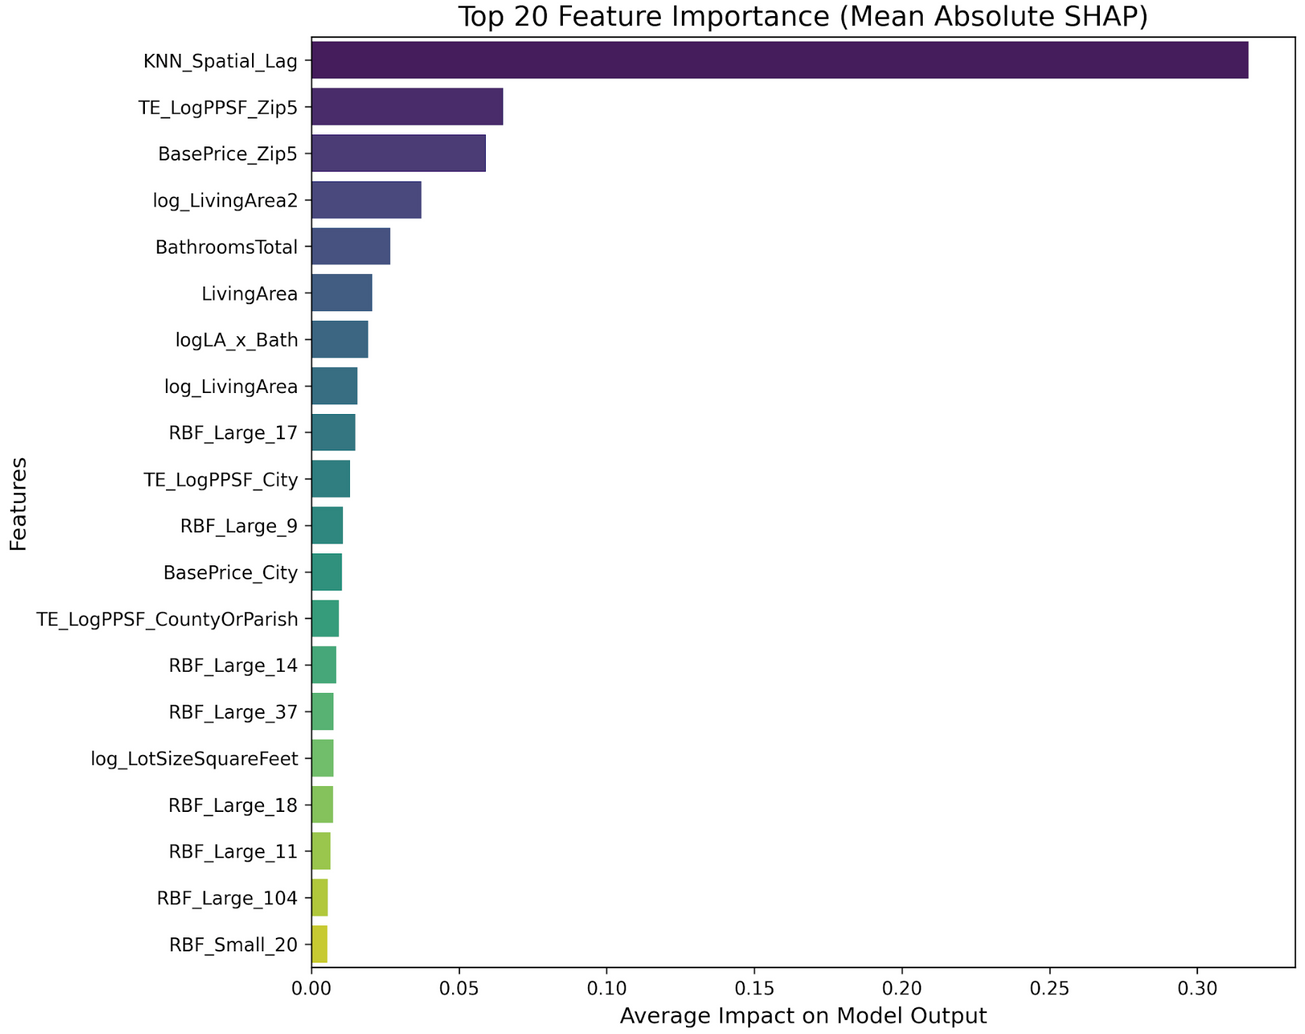 Top 20 Feature Importance (Mean Absolute SHAP)
KNN_Spatial_Lag
TE_LogPPSF_Zip5
BasePrice_Zip5
log_LivingArea2
BathroomsTotal
LivingArea
logLA_x_Bath
log_LivingArea
RBF_Large_17
TE_LogPPSF_City
RBF_Large_9
BasePrice_City
TE_LogPPSF_CountyOrParish
RBF_Large_14
RBF_Large_37
log_LotSizeSquareFeet
RBF_Large_18
RBF_Large_11
RBF_Large_104
RBF_Small_20
Features
0.00 0.05 0.10 0.15 0.20 0.25 0.30
Average Impact on Model Output